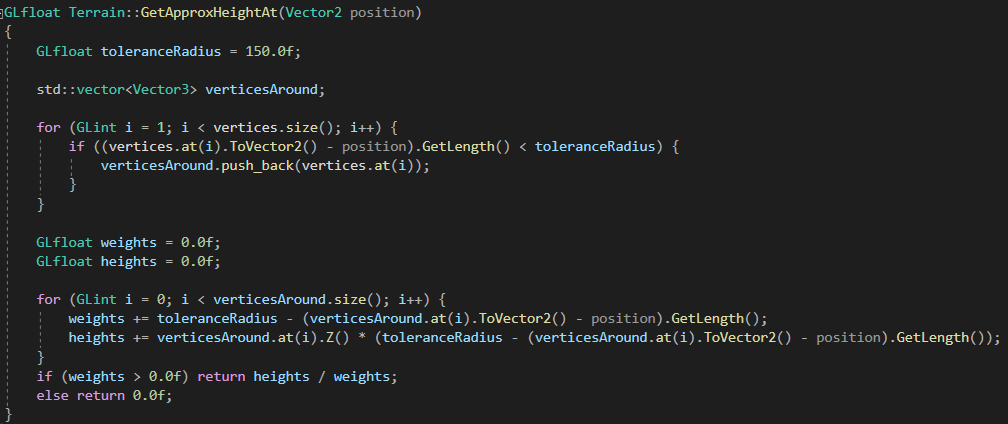 GLfloat Terrain::GetApproxHeightAt(Vector2 position)
{
    GLfloat toleranceRadius = 150.0f;

    std::vector<Vector3> verticesAround;

    for (GLint i = 1; i < vertices.size(); i++) {
        if ((vertices.at(i).ToVector2() - position).GetLength() < toleranceRadius) {
            verticesAround.push_back(vertices.at(i));
        }
    }

    GLfloat weights = 0.0f;
    GLfloat heights = 0.0f;

    for (GLint i = 0; i < verticesAround.size(); i++) {
        weights += toleranceRadius - (verticesAround.at(i).ToVector2() - position).GetLength();
        heights += verticesAround.at(i).Z() * (toleranceRadius - (verticesAround.at(i).ToVector2() - position).GetLength());
    }
    if (weights > 0.0f) return heights / weights;
    else return 0.0f;
}